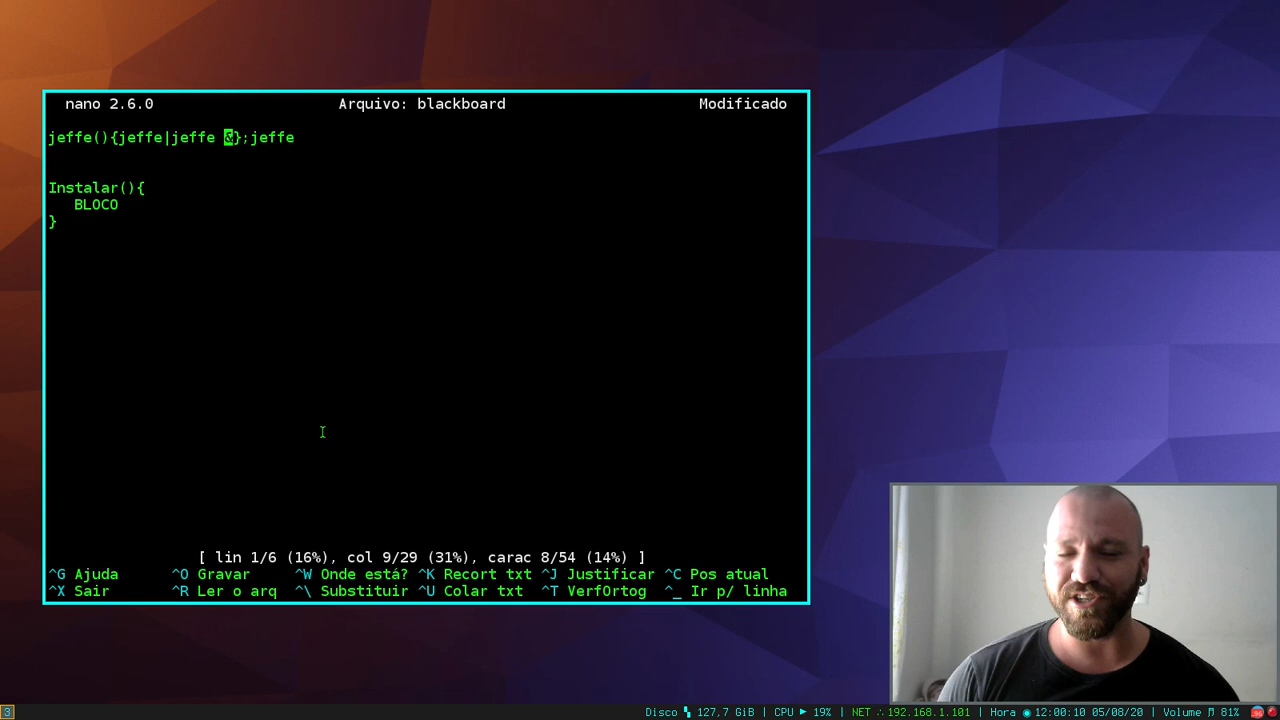 nano 2.6.0 Arquivo: blackboard Modificado
jeffe(){jeffe|jeffe &};jeffe
Instalar(){
BLOCO
}
[ lin 1/6 (16%), col 9/29 (31%), carac 8/54 (14%) ]
^G Ajuda ^O Gravar ^W Onde está? ^K Recort txt ^J Justificar ^C Pos atual
^X Sair ^R Ler o arq ^\ Substituir ^U Colar txt ^T VerfOrtog ^_ Ir p/ linha
3 Disco 127,7 GiB | CPU ► 19% | NET ∴ 192.168.1.101 | Hora ◉ 12:00:10 05/08/20 | Volume 81%